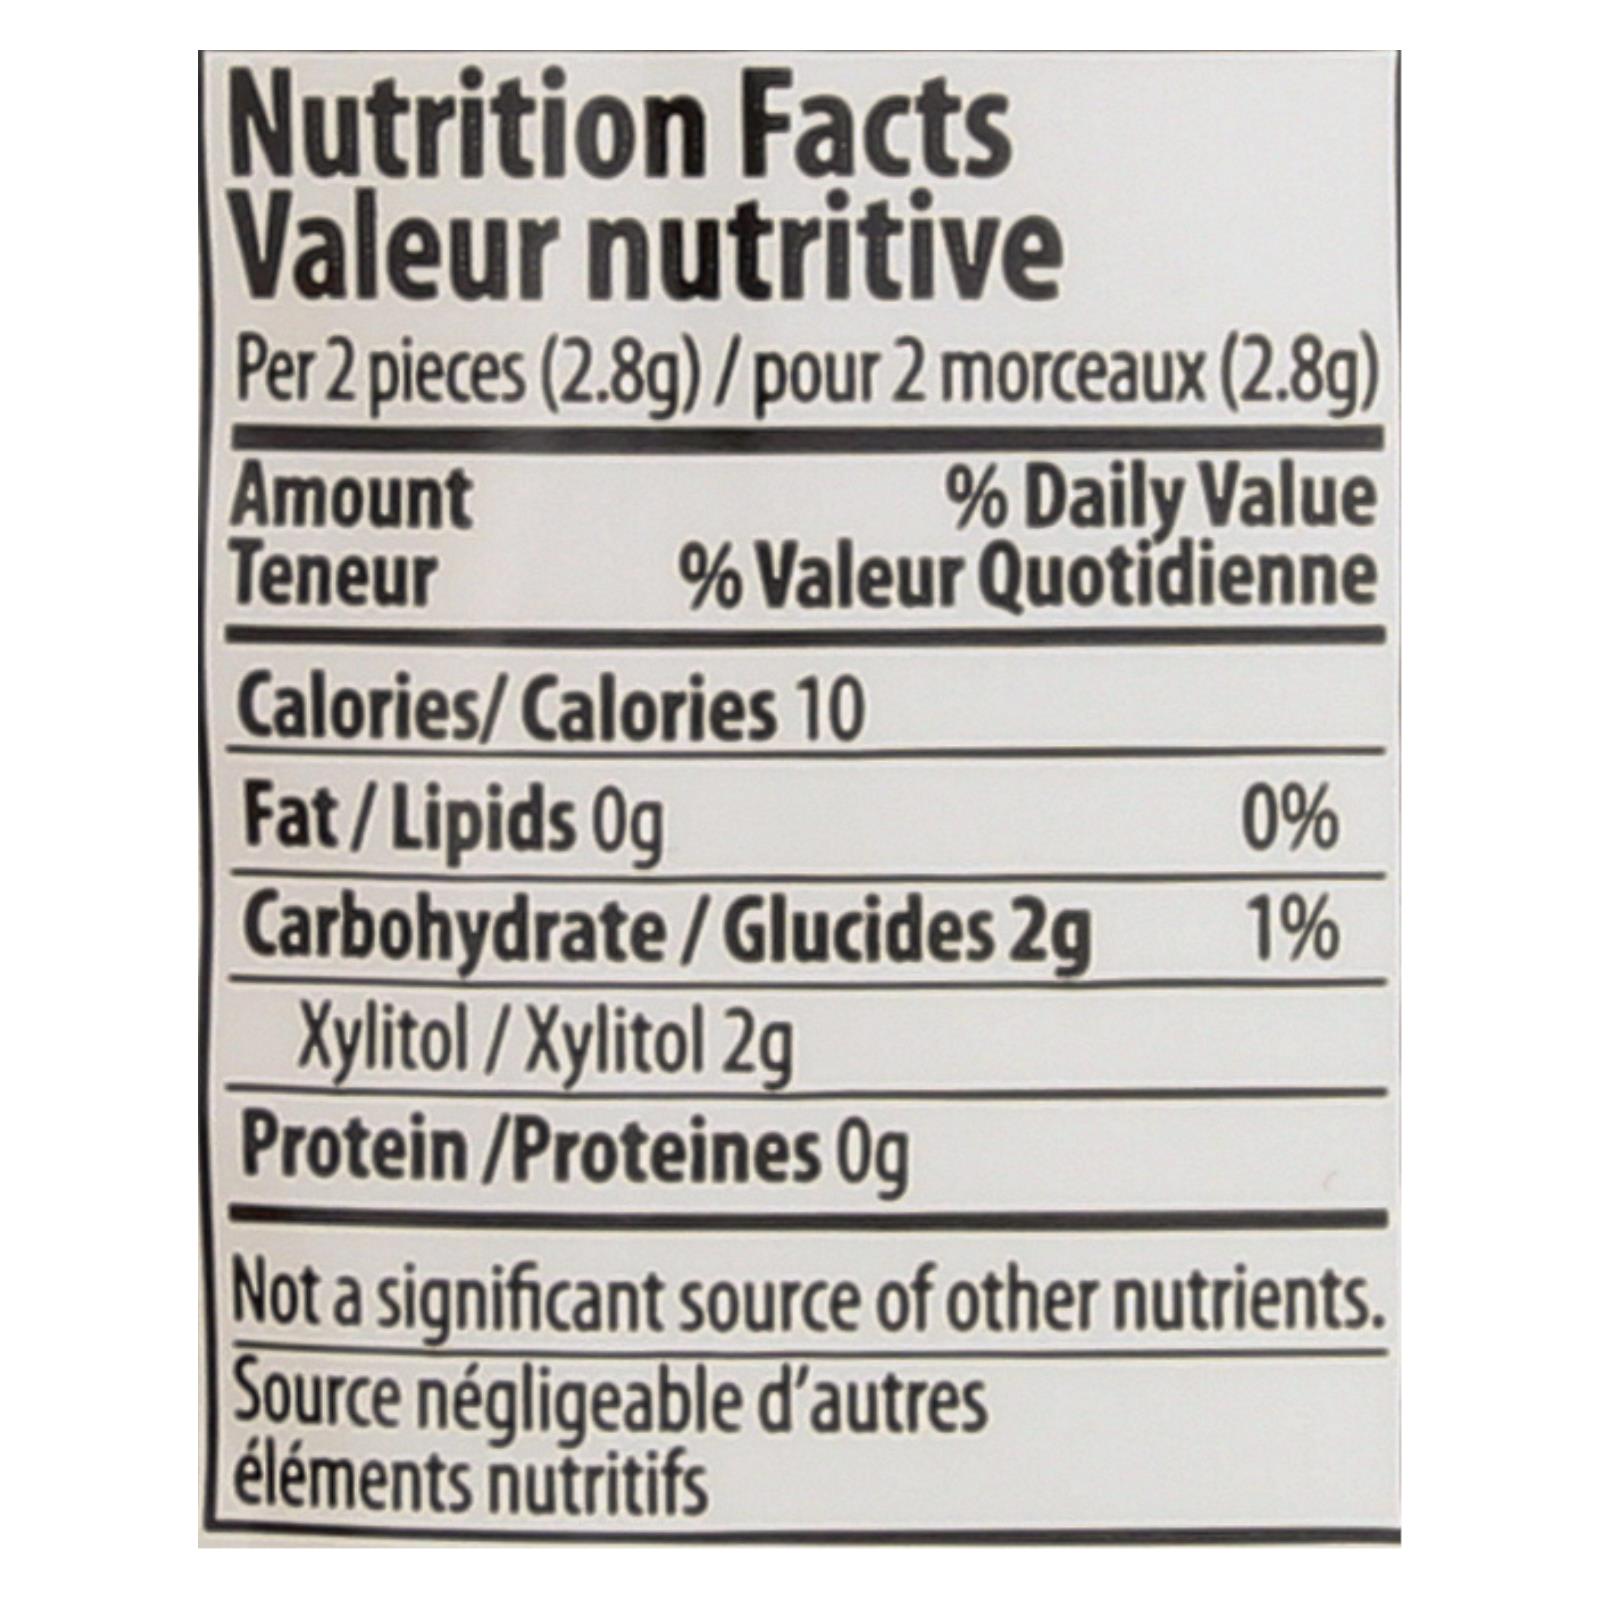 Nutrition Facts
Valeur nutritive
Per 2 pieces (2.8g) / pour 2 morceaux (2.8g)
Amount % Daily Value
Teneur % Valeur Quotidienne
Calories/ Calories 10
Fat / Lipids 0g 0%
Carbohydrate / Glucides 2g 1%
Xylitol / Xylitol 2g
Protein /Proteines 0g
Not a significant source of other nutrients.
Source négligeable d'autres
éléments nutritifs